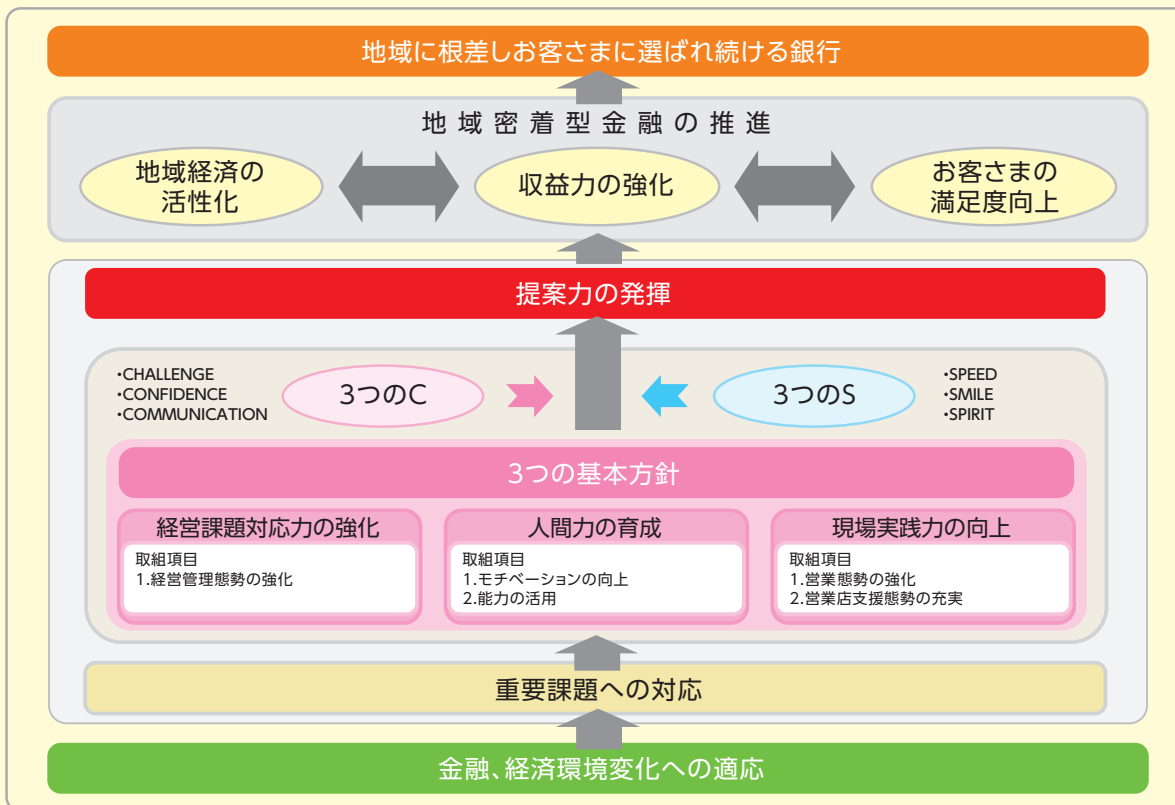 地域に根差しお客さまに選ばれ続ける銀行
地域密着型金融の推進
地域経済の
活性化
収益力の強化
お客さまの
満足度向上
提案力の発揮
・CHALLENGE
・CONFIDENCE
・COMMUNICATION
3つのC
3つのS
・SPEED
・SMILE
・SPIRIT
3つの基本方針
経営課題対応力の強化
取組項目
1.経営管理態勢の強化
人間力の育成
取組項目
1.モチベーションの向上
2.能力の活用
現場実践力の向上
取組項目
1.営業態勢の強化
2.営業店支援態勢の充実
重要課題への対応
金融、経済環境変化への適応